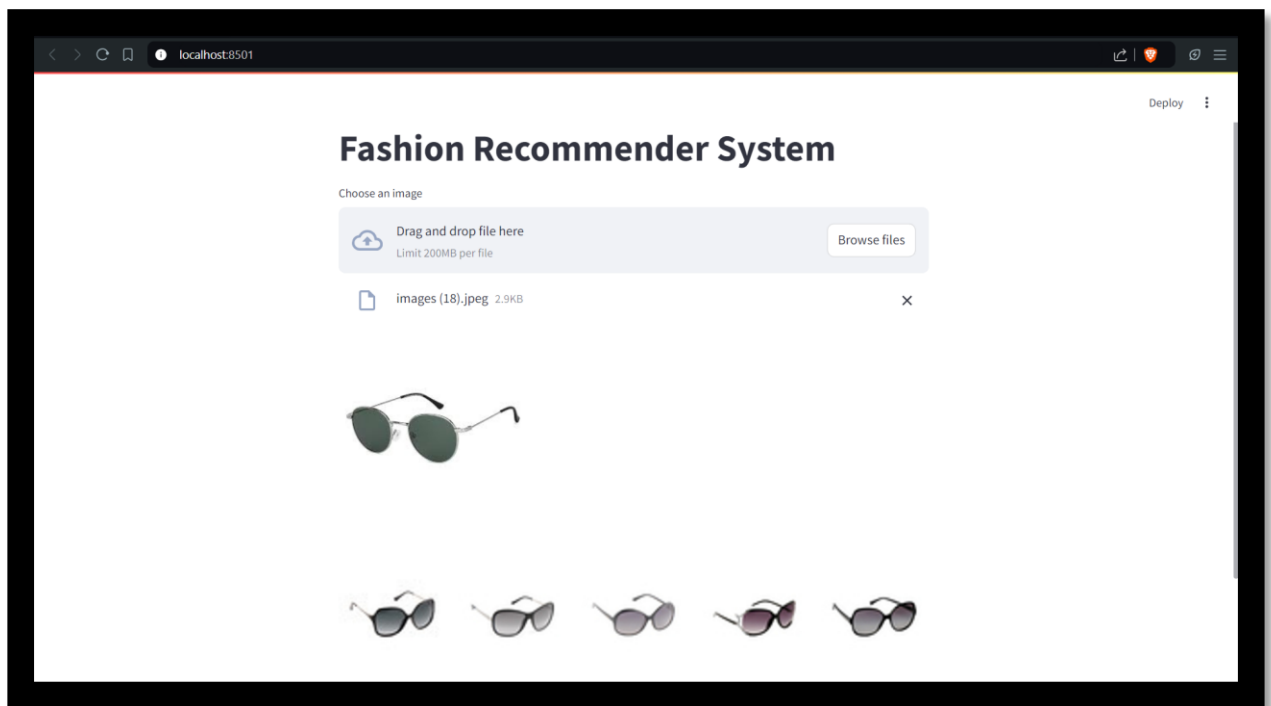 localhost:8501
Deploy
Fashion Recommender System
Choose an image
Drag and drop file here
Limit 200MB per file
Browse files
images (18).jpeg 2.9KB